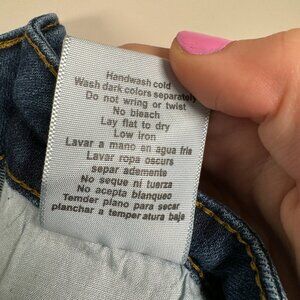 Handwash cold
Wash dark colors separately
Do not wring or twist
No bleach
Lay flat to dry
Low iron
Lavar a mano en agua fria
Lavar ropa oscurs
separ ademente
No seque ni tuerza
No acepta blanqueo
Temder plano para secar
planchar a temper atura baja